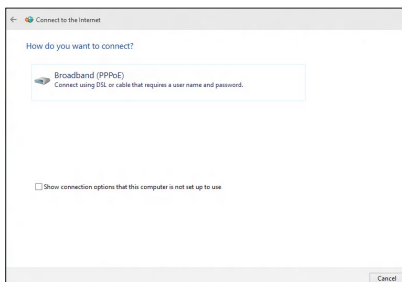 Connect to the Internet
How do you want to connect?
Broadband (PPPoE)
Connect using DSL or cable that requires a user name and password.
Show connection options that this computer is not set up to use
Cancel